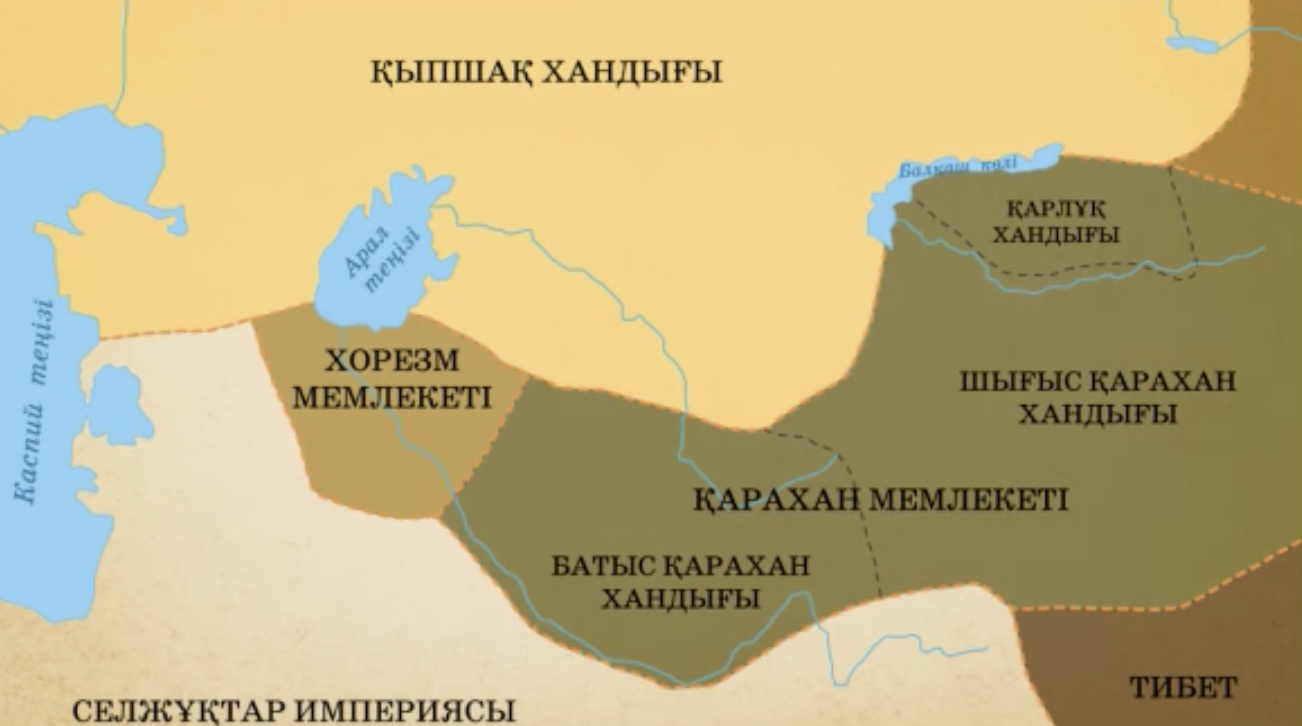 ҚЫПШАҚ ХАНДЫҒЫ
Балқаш көлі
ҚАРЛҰҚ
ХАНДЫҒЫ
Арал
теңізі
Каспий теңізі
ХОРЕЗМ
МЕМЛЕКЕТІ
ШЫҒЫС ҚАРАХАН
ХАНДЫҒЫ
ҚАРАХАН МЕМЛЕКЕТІ
БАТЫС ҚАРАХАН
ХАНДЫҒЫ
ТИБЕТ
СЕЛЖҰҚТАР ИМПЕРИЯСЫ